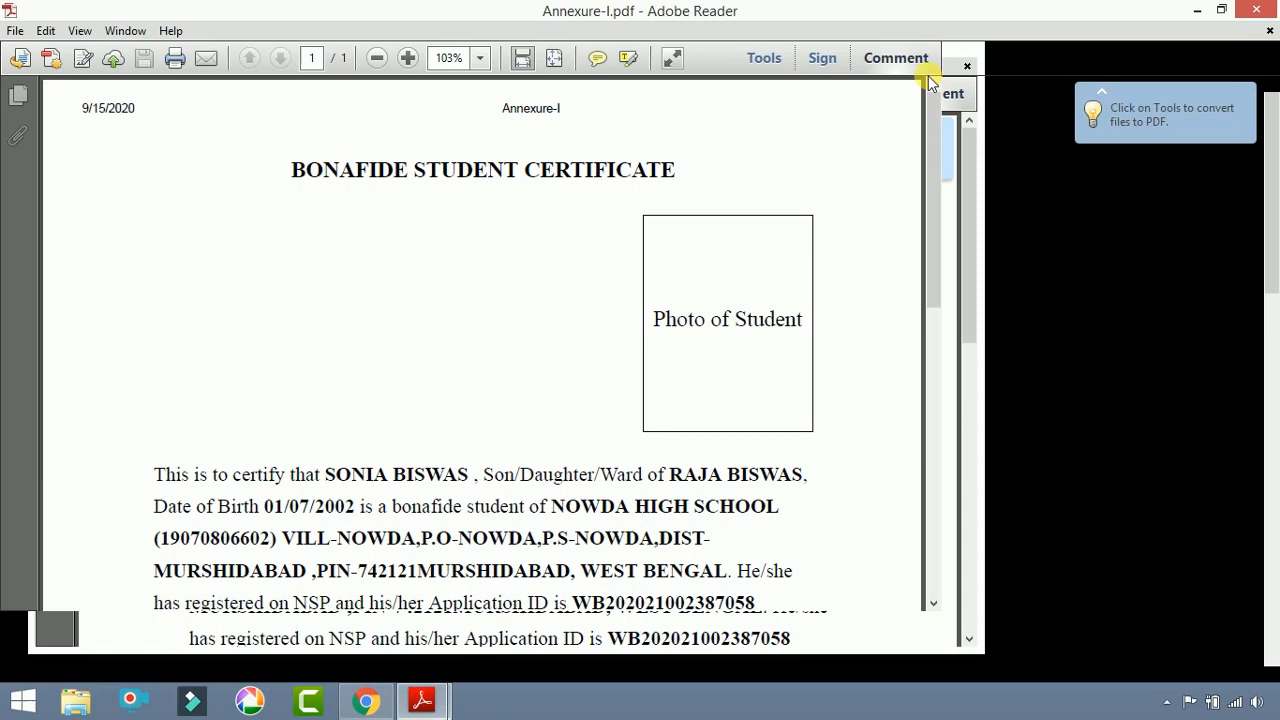 Annexure-I.pdf - Adobe Reader
File Edit View Window Help
1 / 1 103% Tools Sign Comment
ent
Click on Tools to convert
files to PDF.
9/15/2020 Annexure-I
BONAFIDE STUDENT CERTIFICATE
Photo of Student
This is to certify that SONIA BISWAS , Son/Daughter/Ward of RAJA BISWAS,
Date of Birth 01/07/2002 is a bonafide student of NOWDA HIGH SCHOOL
(19070806602) VILL-NOWDA,P.O-NOWDA,P.S-NOWDA,DIST-
MURSHIDABAD ,PIN-742121MURSHIDABAD, WEST BENGAL. He/she
has registered on NSP and his/her Application ID is WB202021002387058
has registered on NSP and his/her Application ID is WB202021002387058